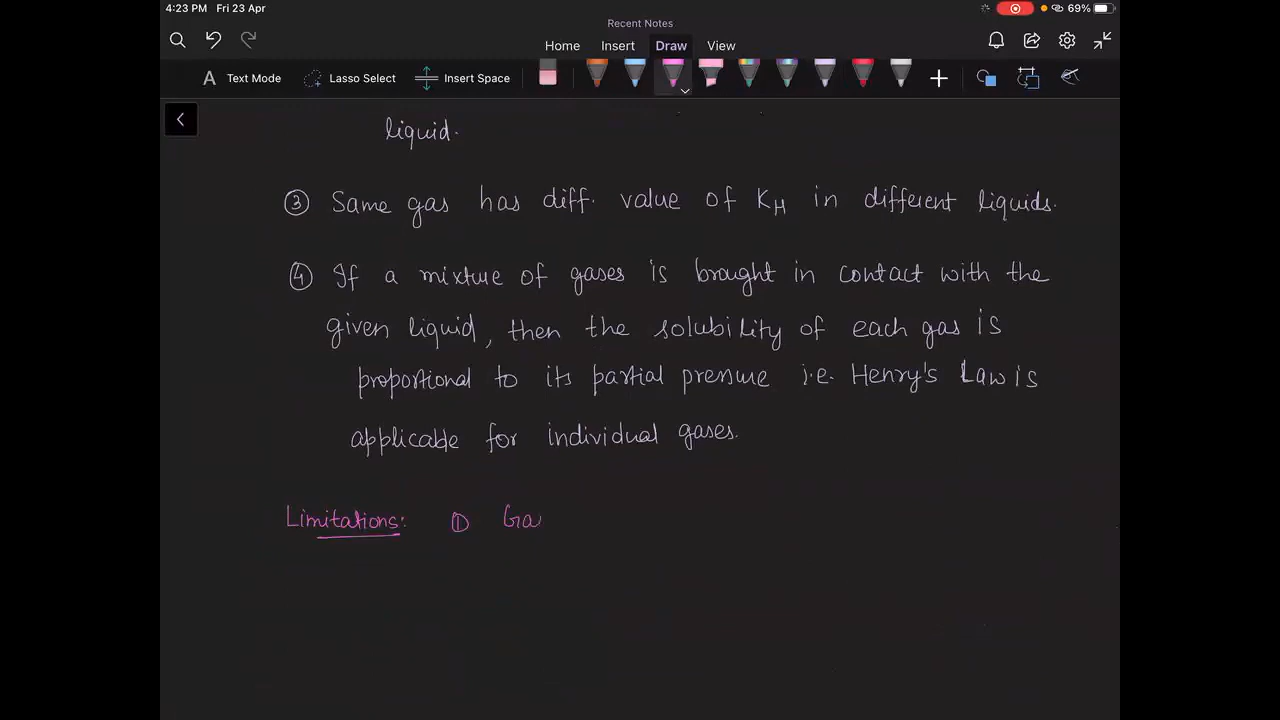 4:23 PM Fri 23 Apr
69%
Recent Notes
Home Insert Draw View
Text Mode Lasso Select Insert Space
liquid.
③ Same gas has diff. value of KH in different liquids.
④ If a mixture of gases is brought in contact with the
given liquid, then the solubility of each gas is
proportional to its partial pressure i.e. Henry's Law is
applicable for individual gases.
Limitations: ① Ga